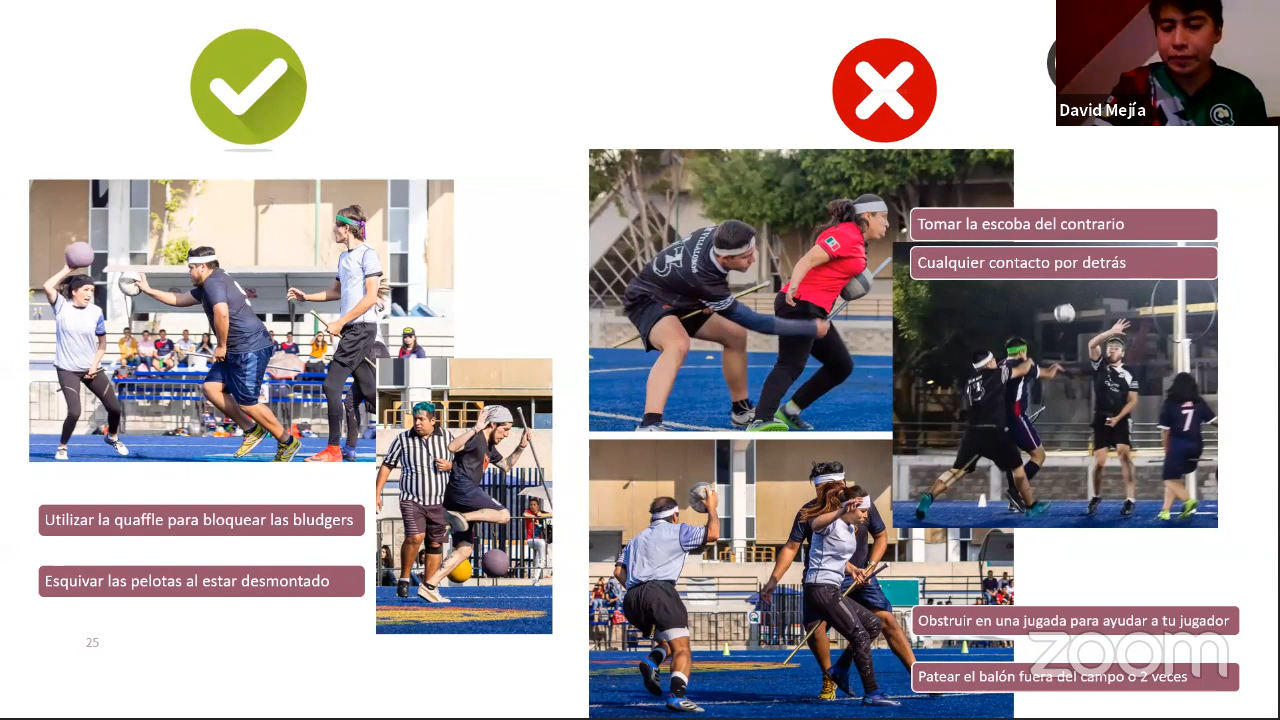 David Mejía
Tomar la escoba del contrario
Cualquier contacto por detrás
7
Utilizar la quaffle para bloquear las bludgers
Esquivar las pelotas al estar desmontado
Obstruir en una jugada para ayudar a tu jugador
Patear el balón fuera del campo o 2 veces
25
zoom